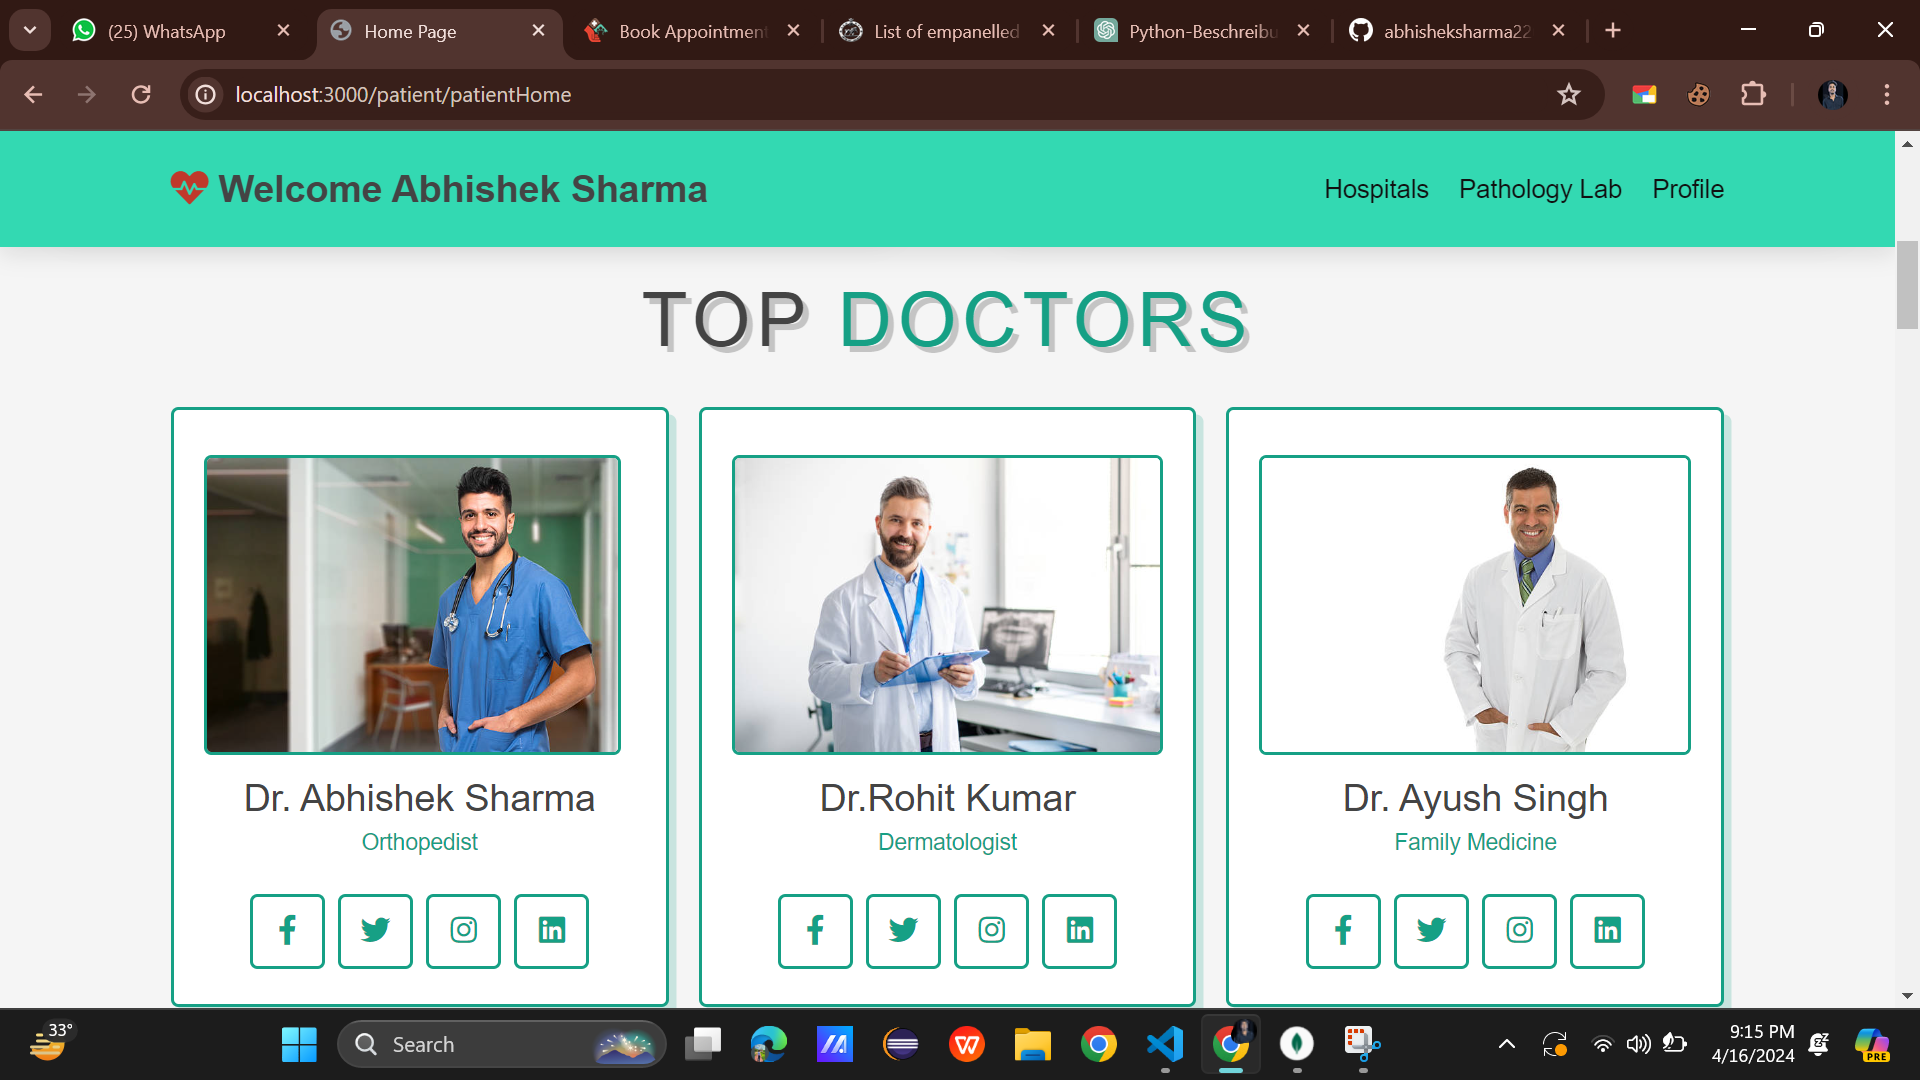 (25) WhatsApp
Home Page
Book Appointment
List of empanelled
Python-Beschreibu
abhisheksharma22
localhost:3000/patient/patientHome
Welcome Abhishek Sharma
Hospitals
Pathology Lab
Profile
TOP DOCTORS
Dr. Abhishek Sharma
Orthopedist
Dr.Rohit Kumar
Dermatologist
Dr. Ayush Singh
Family Medicine
33°
Search
9:15 PM
4/16/2024
PRE